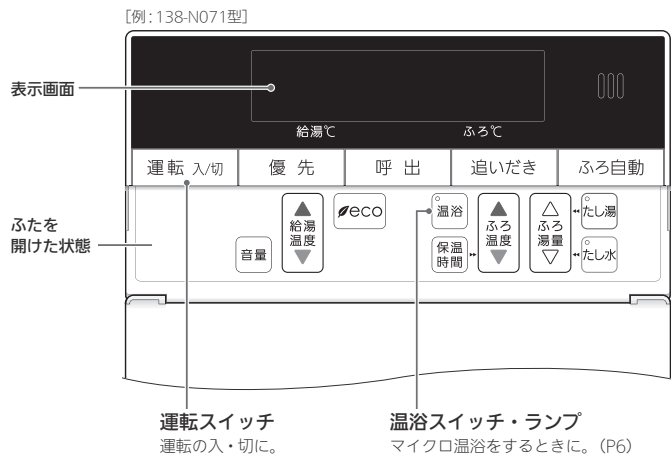 [例:138-N071型]
表示画面
給湯℃ ふろ℃
運転 入/切 優先 呼出 追いだき ふろ自動
ふたを
開けた状態
音量
給湯
温度
eco
温浴
保温
時間
ふろ
温度
ふろ
湯量
たし湯
たし水
運転スイッチ
運転の入・切に。
温浴スイッチ・ランプ
マイクロ温浴をするときに。(P6)